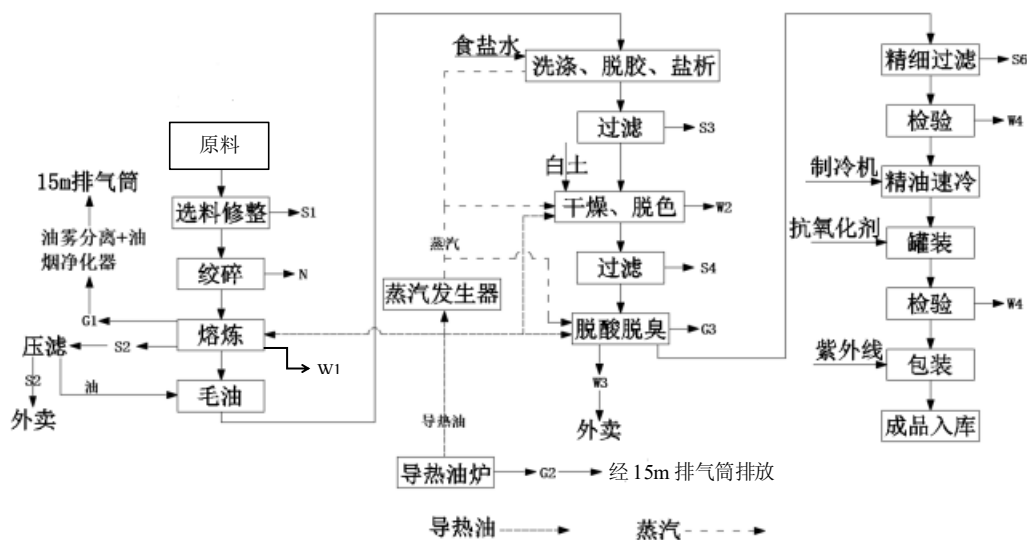 原料
选料修整
S1
绞碎
N
熔炼
G1
油雾分离+油
烟净化器
15m排气筒
S2
压滤
S2
外卖
油
W1
毛油
食盐水
洗涤、脱胶、盐析
过滤
S3
白土
干燥、脱色
W2
蒸汽
过滤
S4
蒸汽发生器
脱酸脱臭
G3
W3
外卖
导热油
导热油炉
G2
经 15m 排气筒排放
精细过滤
S6
检验
W4
制冷机
精油速冷
抗氧化剂
罐装
检验
W4
紫外线
包装
成品入库
导热油
蒸汽